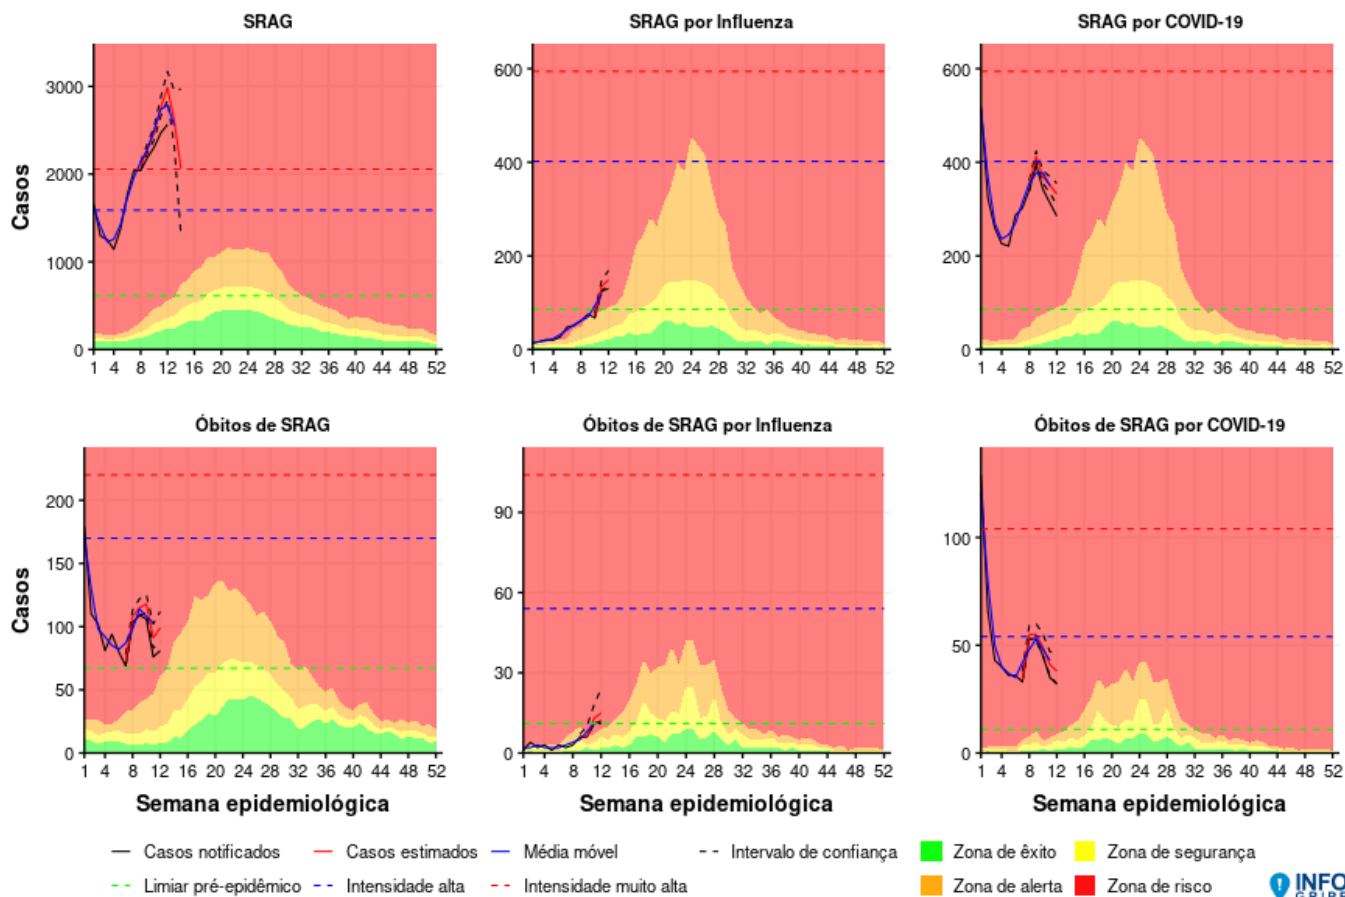 SRAG
SRAG por Influenza
SRAG por COVID-19
Casos
3000
2000
1000
0
1 4 8 12 16 20 24 28 32 36 40 44 48 52
600
400
200
0
1 4 8 12 16 20 24 28 32 36 40 44 48 52
600
400
200
0
1 4 8 12 16 20 24 28 32 36 40 44 48 52
Óbitos de SRAG
Óbitos de SRAG por Influenza
Óbitos de SRAG por COVID-19
Casos
200
150
100
50
0
1 4 8 12 16 20 24 28 32 36 40 44 48 52
90
60
30
0
1 4 8 12 16 20 24 28 32 36 40 44 48 52
100
50
0
1 4 8 12 16 20 24 28 32 36 40 44 48 52
Semana epidemiológica
Semana epidemiológica
Semana epidemiológica
Casos notificados
Casos estimados
Média móvel
Intervalo de confiança
Zona de êxito
Zona de segurança
Limiar pré-epidêmico
Intensidade alta
Intensidade muito alta
Zona de alerta
Zona de risco
INFO